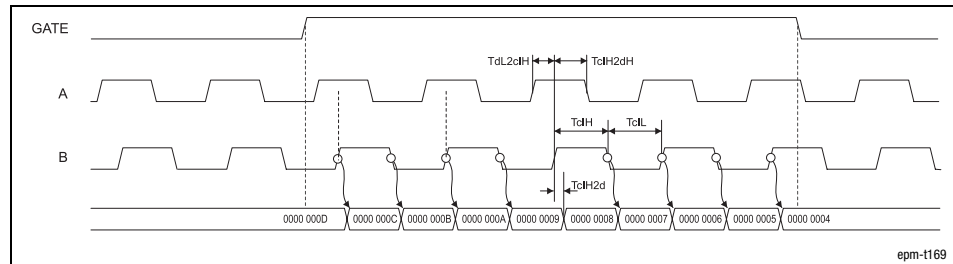 GATE
TdL2clH TclH2dH
A
TclH TclL
B
TclH2d
0000 000D 0000 000C 0000 000B 0000 000A 0000 0009 0000 0008 0000 0007 0000 0006 0000 0005 0000 0004
epm-t169